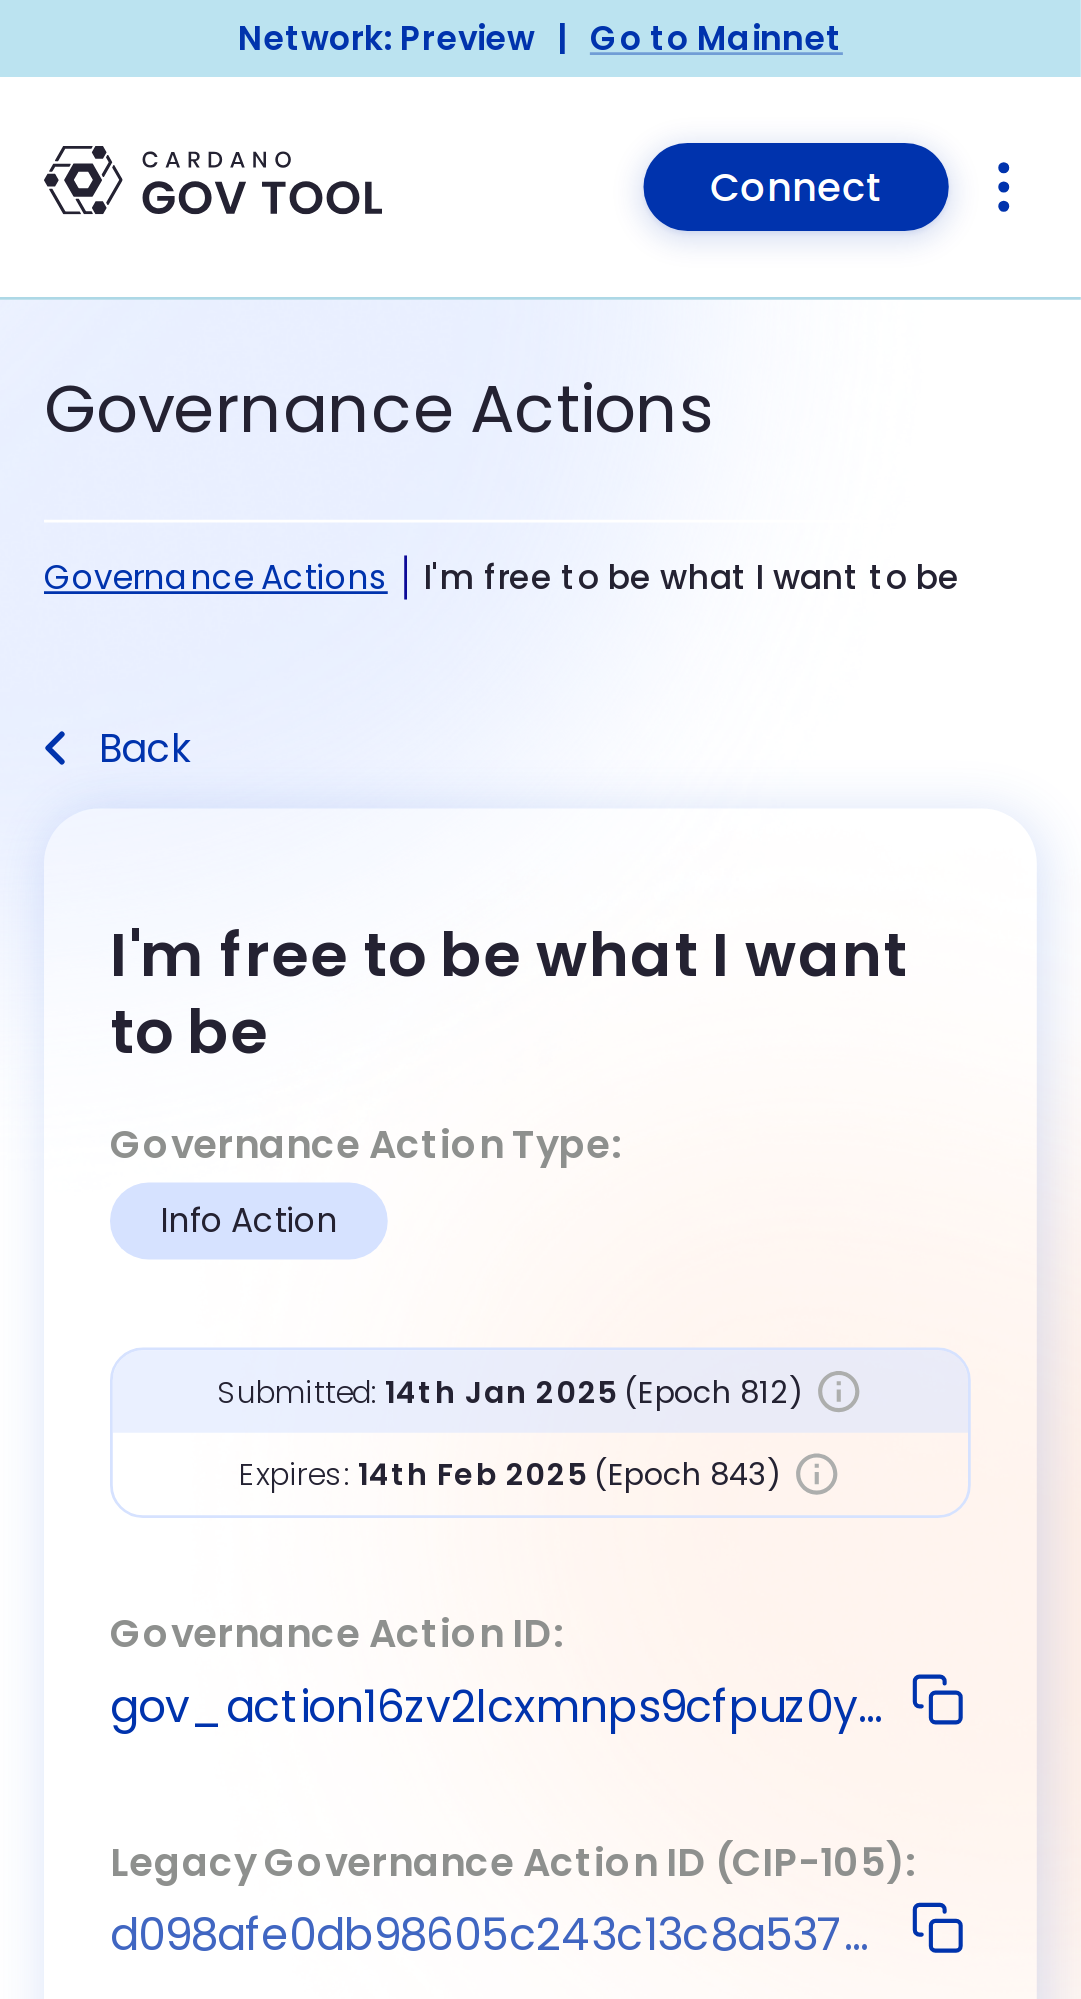 Network: Preview | Go to Mainnet
CARDANO
GOV TOOL
Connect
Governance Actions
Governance Actions | I'm free to be what I want to be
Back
I'm free to be what I want
to be
Governance Action Type:
Info Action
Submitted: 14th Jan 2025 (Epoch 812)
Expires: 14th Feb 2025 (Epoch 843)
Governance Action ID:
gov_action16zv2lcxmnps9cfpuz0y...
Legacy Governance Action ID (CIP-105):
d098afe0db98605c243c13c8a537...